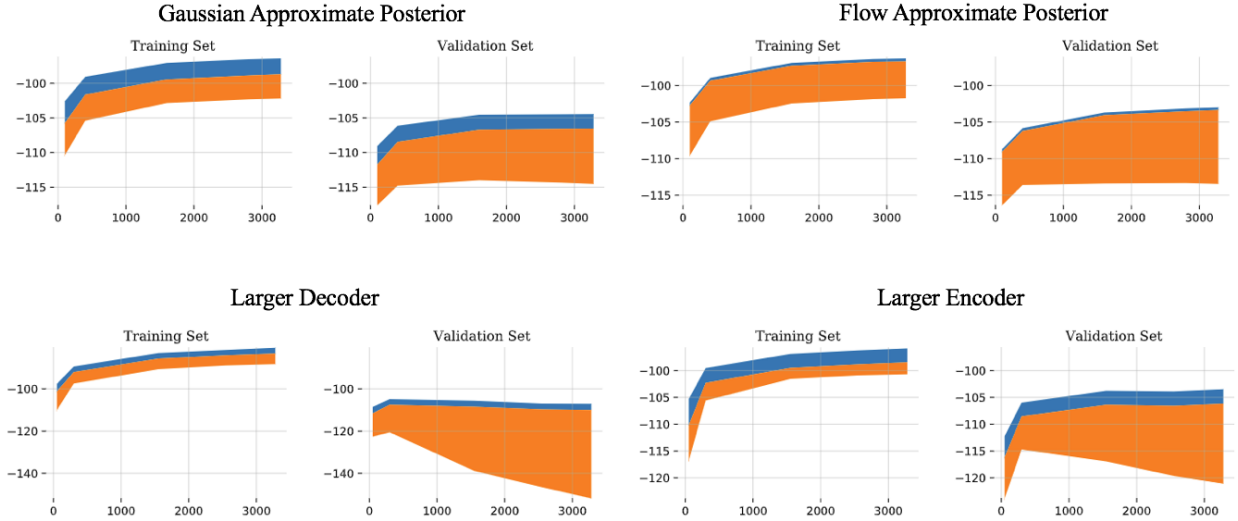 Gaussian Approximate Posterior
Flow Approximate Posterior
Training Set
Validation Set
Training Set
Validation Set
−100
−105
−110
−115
0 1000 2000 3000
−100
−105
−110
−115
0 1000 2000 3000
−100
−105
−110
−115
0 1000 2000 3000
−100
−105
−110
−115
0 1000 2000 3000
Larger Decoder
Larger Encoder
Training Set
Validation Set
Training Set
Validation Set
−100
−120
−140
0 1000 2000 3000
−100
−120
−140
0 1000 2000 3000
−100
−105
−110
−115
−120
0 1000 2000 3000
−100
−105
−110
−115
−120
0 1000 2000 3000